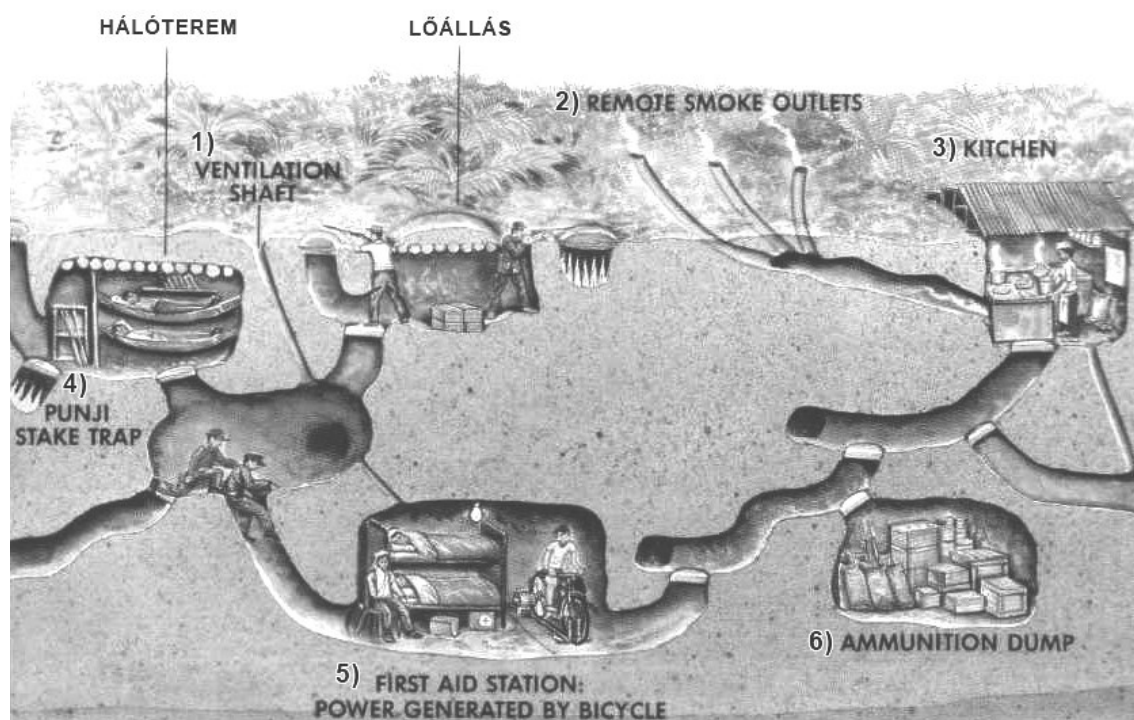 HÁLÓTEREM
LŐÁLLÁS
2) REMOTE SMOKE OUTLETS
1)
VENTILATION
SHAFT
3) KITCHEN
4)
PUNJI
STAKE TRAP
5) FIRST AID STATION:
POWER GENERATED BY BICYCLE
6) AMMUNITION DUMP